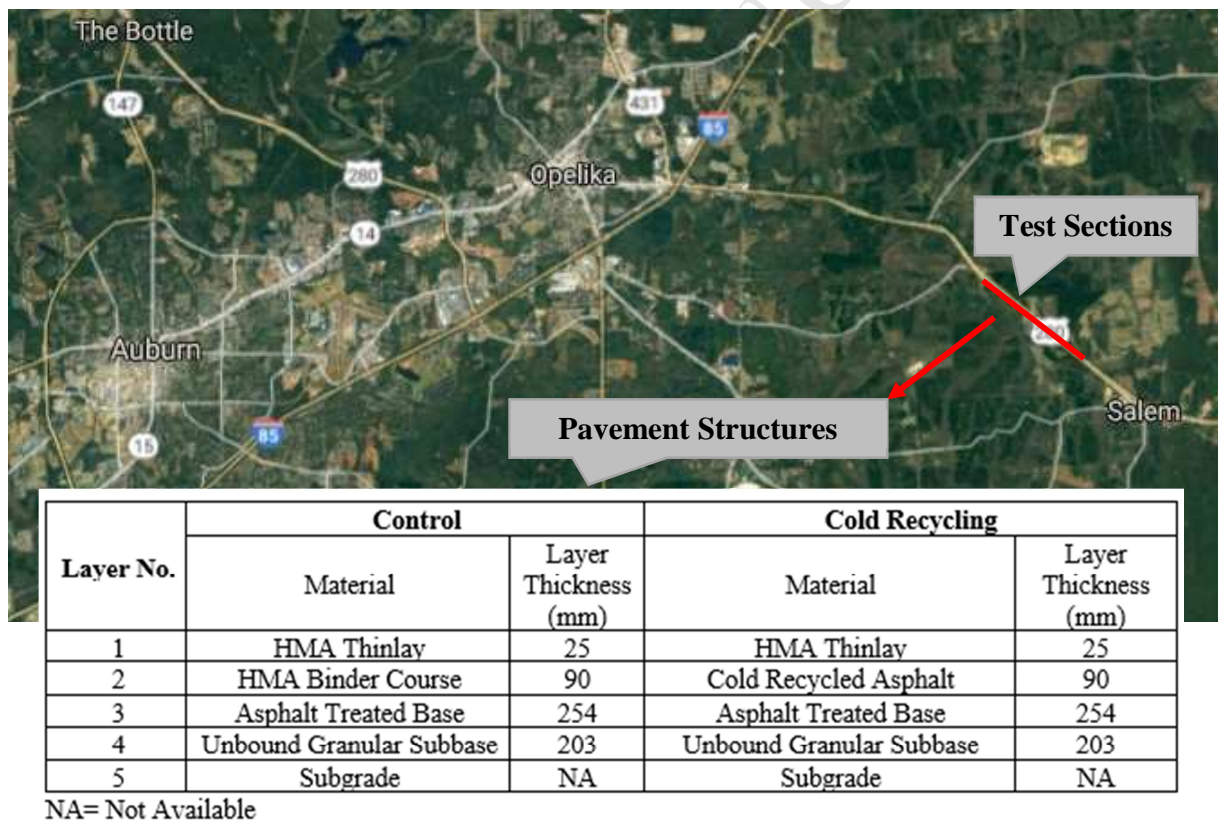 The Bottle
147
431
85
280
Opelika
14
Test Sections
Auburn
280
Salem
Pavement Structures
85
15
Layer No.
Control
Cold Recycling
Material
Layer
Thickness
(mm)
Material
Layer
Thickness
(mm)
1 HMA Thinlay 25 HMA Thinlay 25
2 HMA Binder Course 90 Cold Recycled Asphalt 90
3 Asphalt Treated Base 254 Asphalt Treated Base 254
4 Unbound Granular Subbase 203 Unbound Granular Subbase 203
5 Subgrade NA Subgrade NA
NA= Not Available